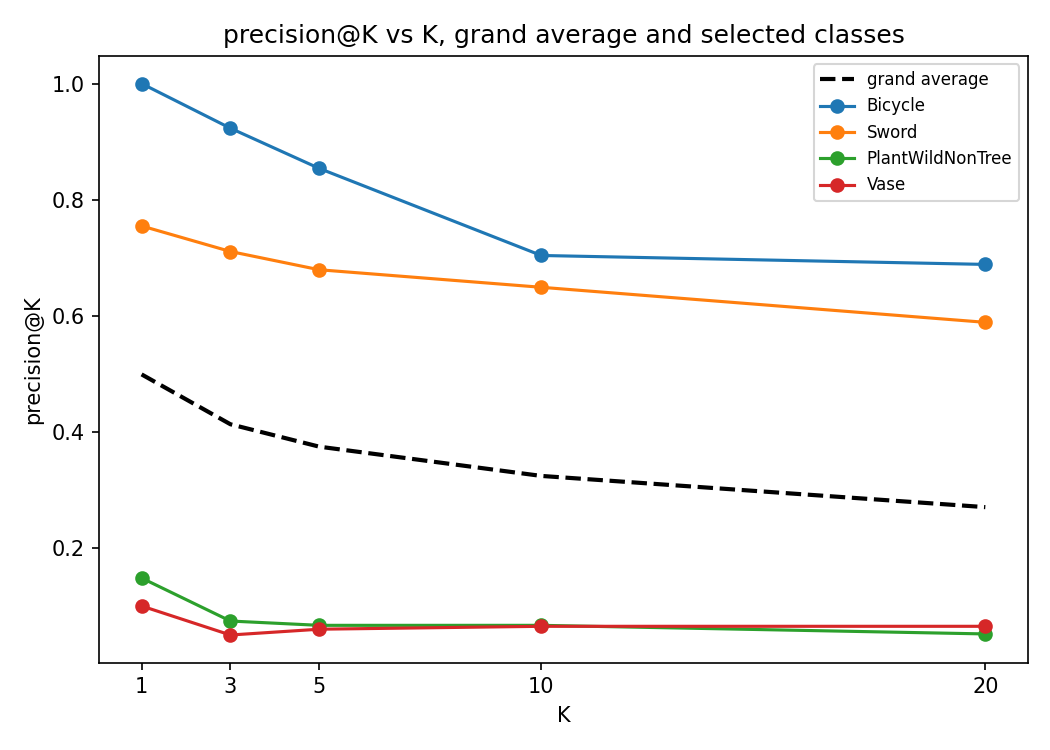 precision@K vs K, grand average and selected classes
grand average
Bicycle
Sword
PlantWildNonTree
Vase
1.0
0.8
0.6
0.4
0.2
precision@K
1 3 5 10 20
K